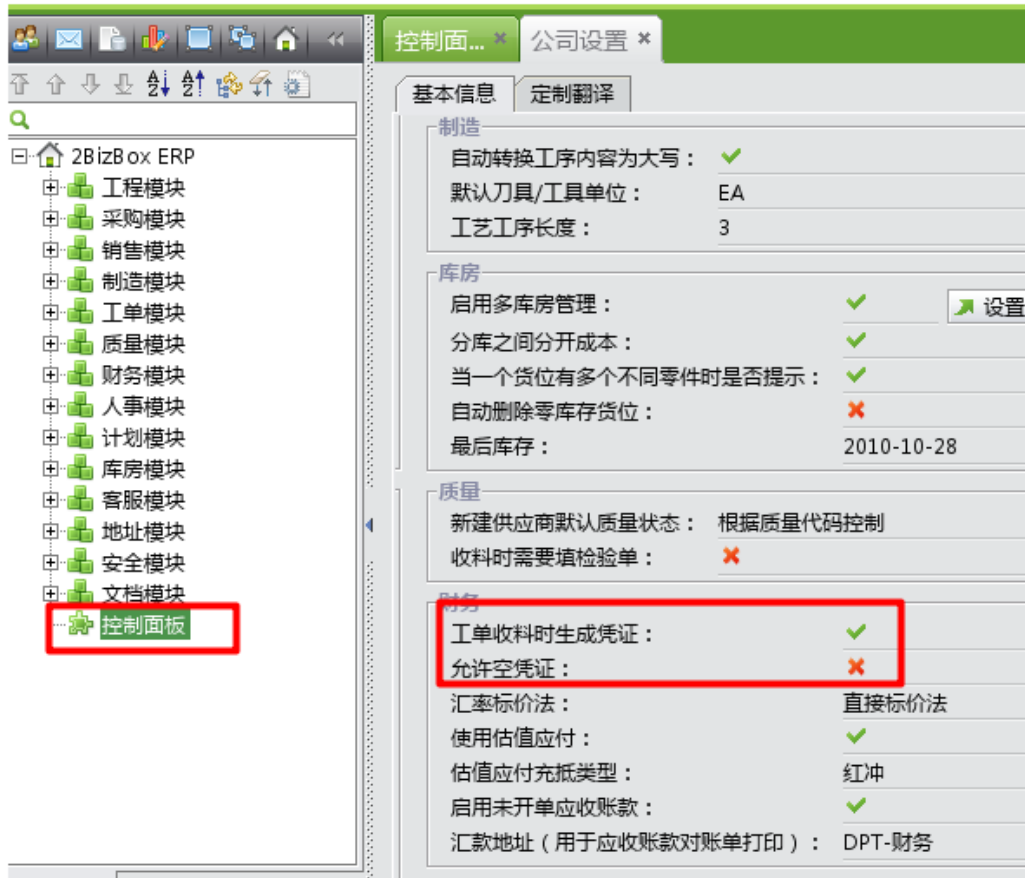 控制面...
公司设置
基本信息
定制翻译
2BizBox ERP
工程模块
采购模块
销售模块
制造模块
工单模块
质量模块
财务模块
人事模块
计划模块
库房模块
客服模块
地址模块
安全模块
文档模块
控制面板
制造
自动转换工序内容为大写：
默认刀具/工具单位： EA
工艺工序长度： 3
库房
启用多库房管理： 设置
分库之间分开成本：
当一个货位有多个不同零件时是否提示：
自动删除零库存货位：
最后库存： 2010-10-28
质量
新建供应商默认质量状态： 根据质量代码控制
收料时需要填检验单：
财务
工单收料时生成凭证：
允许空凭证：
汇率标价法： 直接标价法
使用估值应付：
估值应付充抵类型： 红冲
启用未开单应收账款：
汇款地址（用于应收账款对账单打印）： DPT-财务